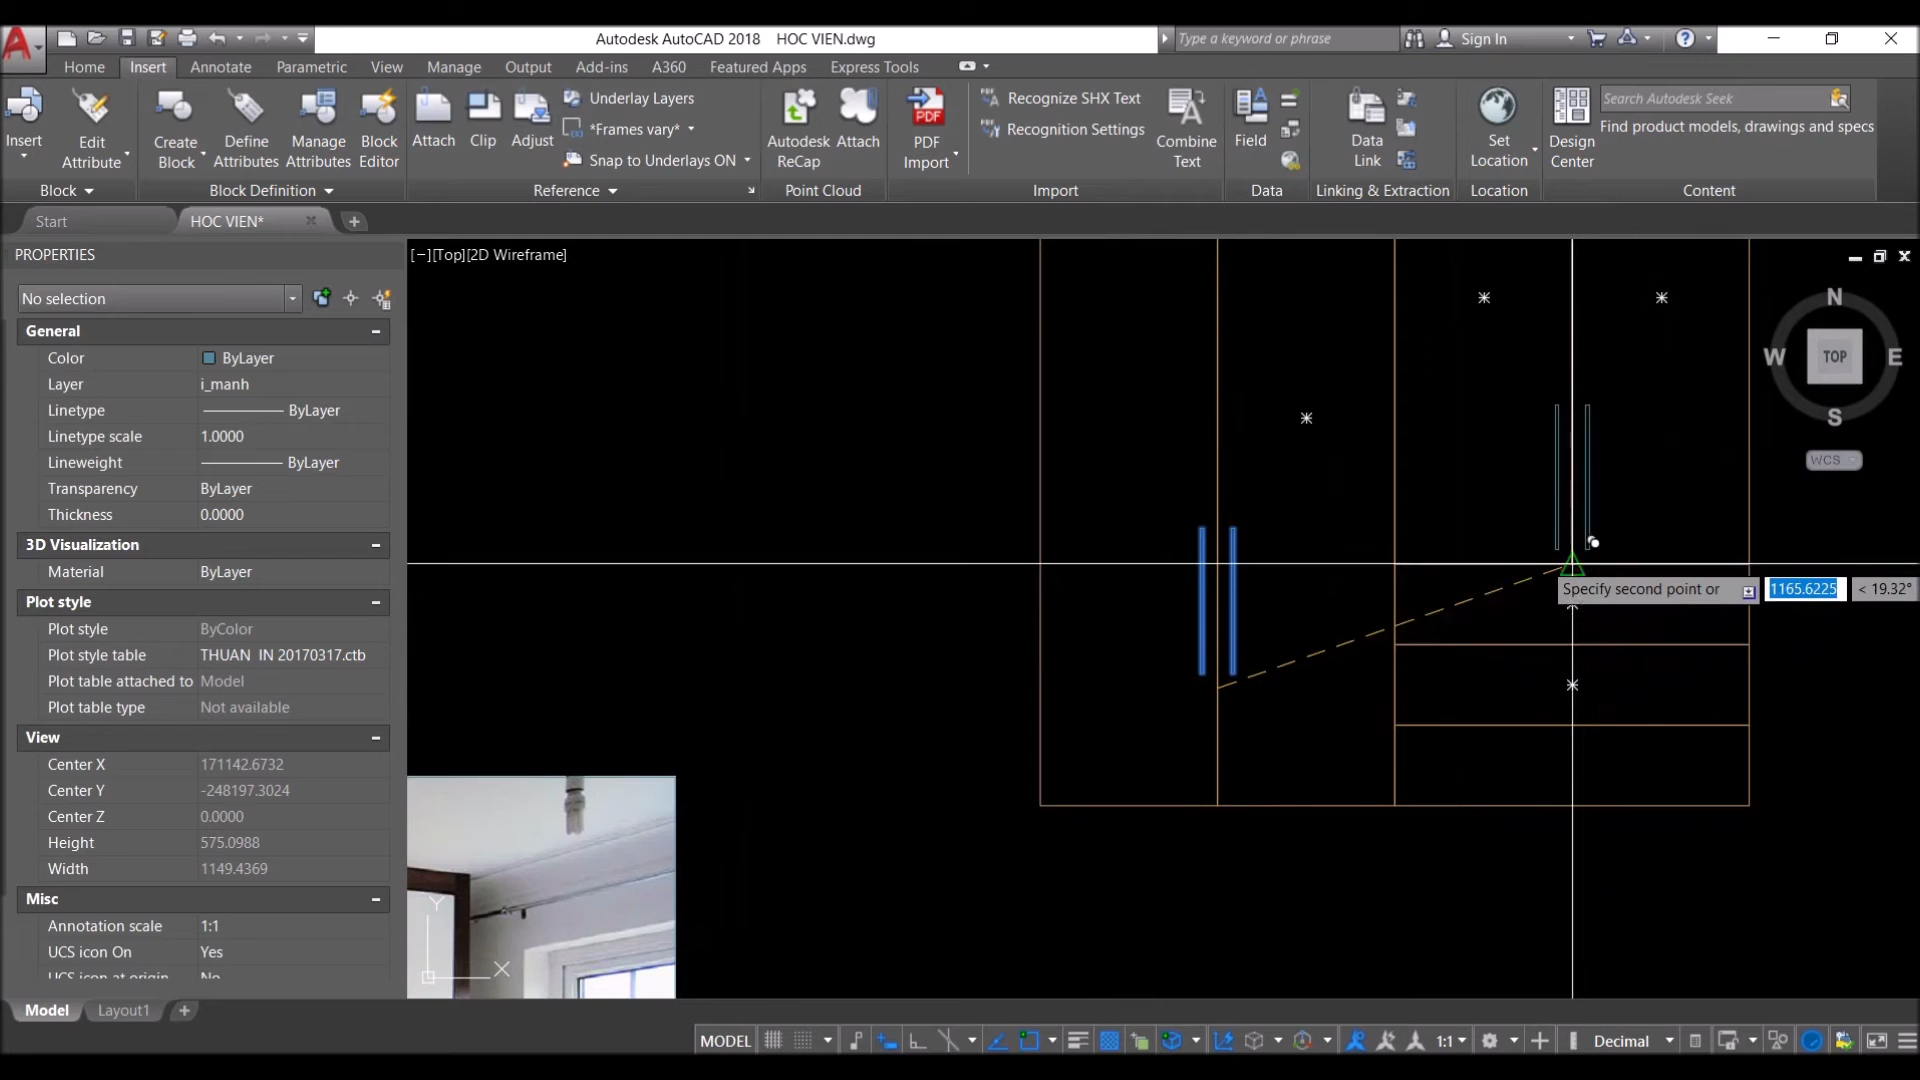 Autodesk AutoCAD 2018 HOC VIEN.dwg
Type a keyword or phrase
Sign In
Home Insert Annotate Parametric View Manage Output Add-ins A360 Featured Apps Express Tools
Insert
Edit
Attribute
Block
Create
Block
Define
Attributes
Manage
Attributes
Block
Editor
Block Definition
Attach
Clip
Adjust
Underlay Layers
*Frames vary*
Snap to Underlays ON
Reference
Autodesk
ReCap
Attach
Point Cloud
PDF
PDF
Import
Recognize SHX Text
Recognition Settings
Combine
Text
Import
Field
Data
Data
Link
Linking & Extraction
Set
Location
Location
Design
Center
Search Autodesk Seek
Find product models, drawings and specs
Content
Start
HOC VIEN*
PROPERTIES
No selection
General
Color ByLayer
Layer i_manh
Linetype ByLayer
Linetype scale 1.0000
Lineweight ByLayer
Transparency ByLayer
Thickness 0.0000
3D Visualization
Material ByLayer
Plot style
Plot style ByColor
Plot style table THUAN IN 20170317.ctb
Plot table attached to Model
Plot table type Not available
View
Center X 171142.6732
Center Y -248197.3024
Center Z 0.0000
Height 575.0988
Width 1149.4369
Misc
Annotation scale 1:1
UCS icon On Yes
UCS icon at origin No
[−][Top][2D Wireframe]
N
W TOP E
S
WCS
Specify second point or 1165.6225 < 19.32°
Y
X
Model Layout1
MODEL 1:1 Decimal